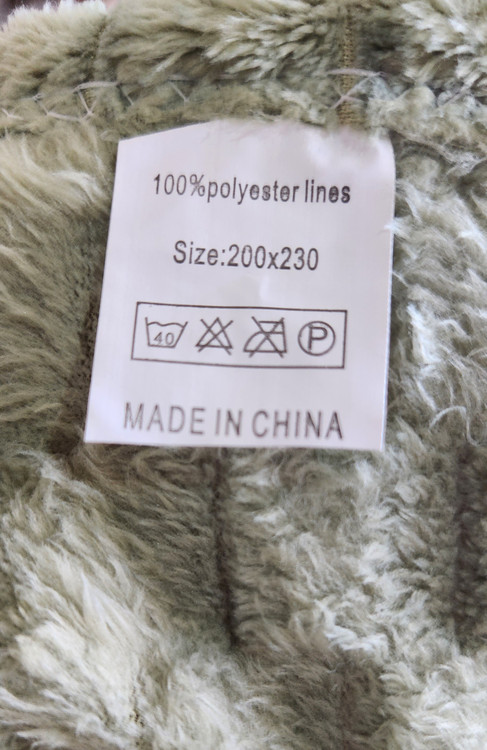 100%polyester lines
Size:200x230
40 P
MADE IN CHINA